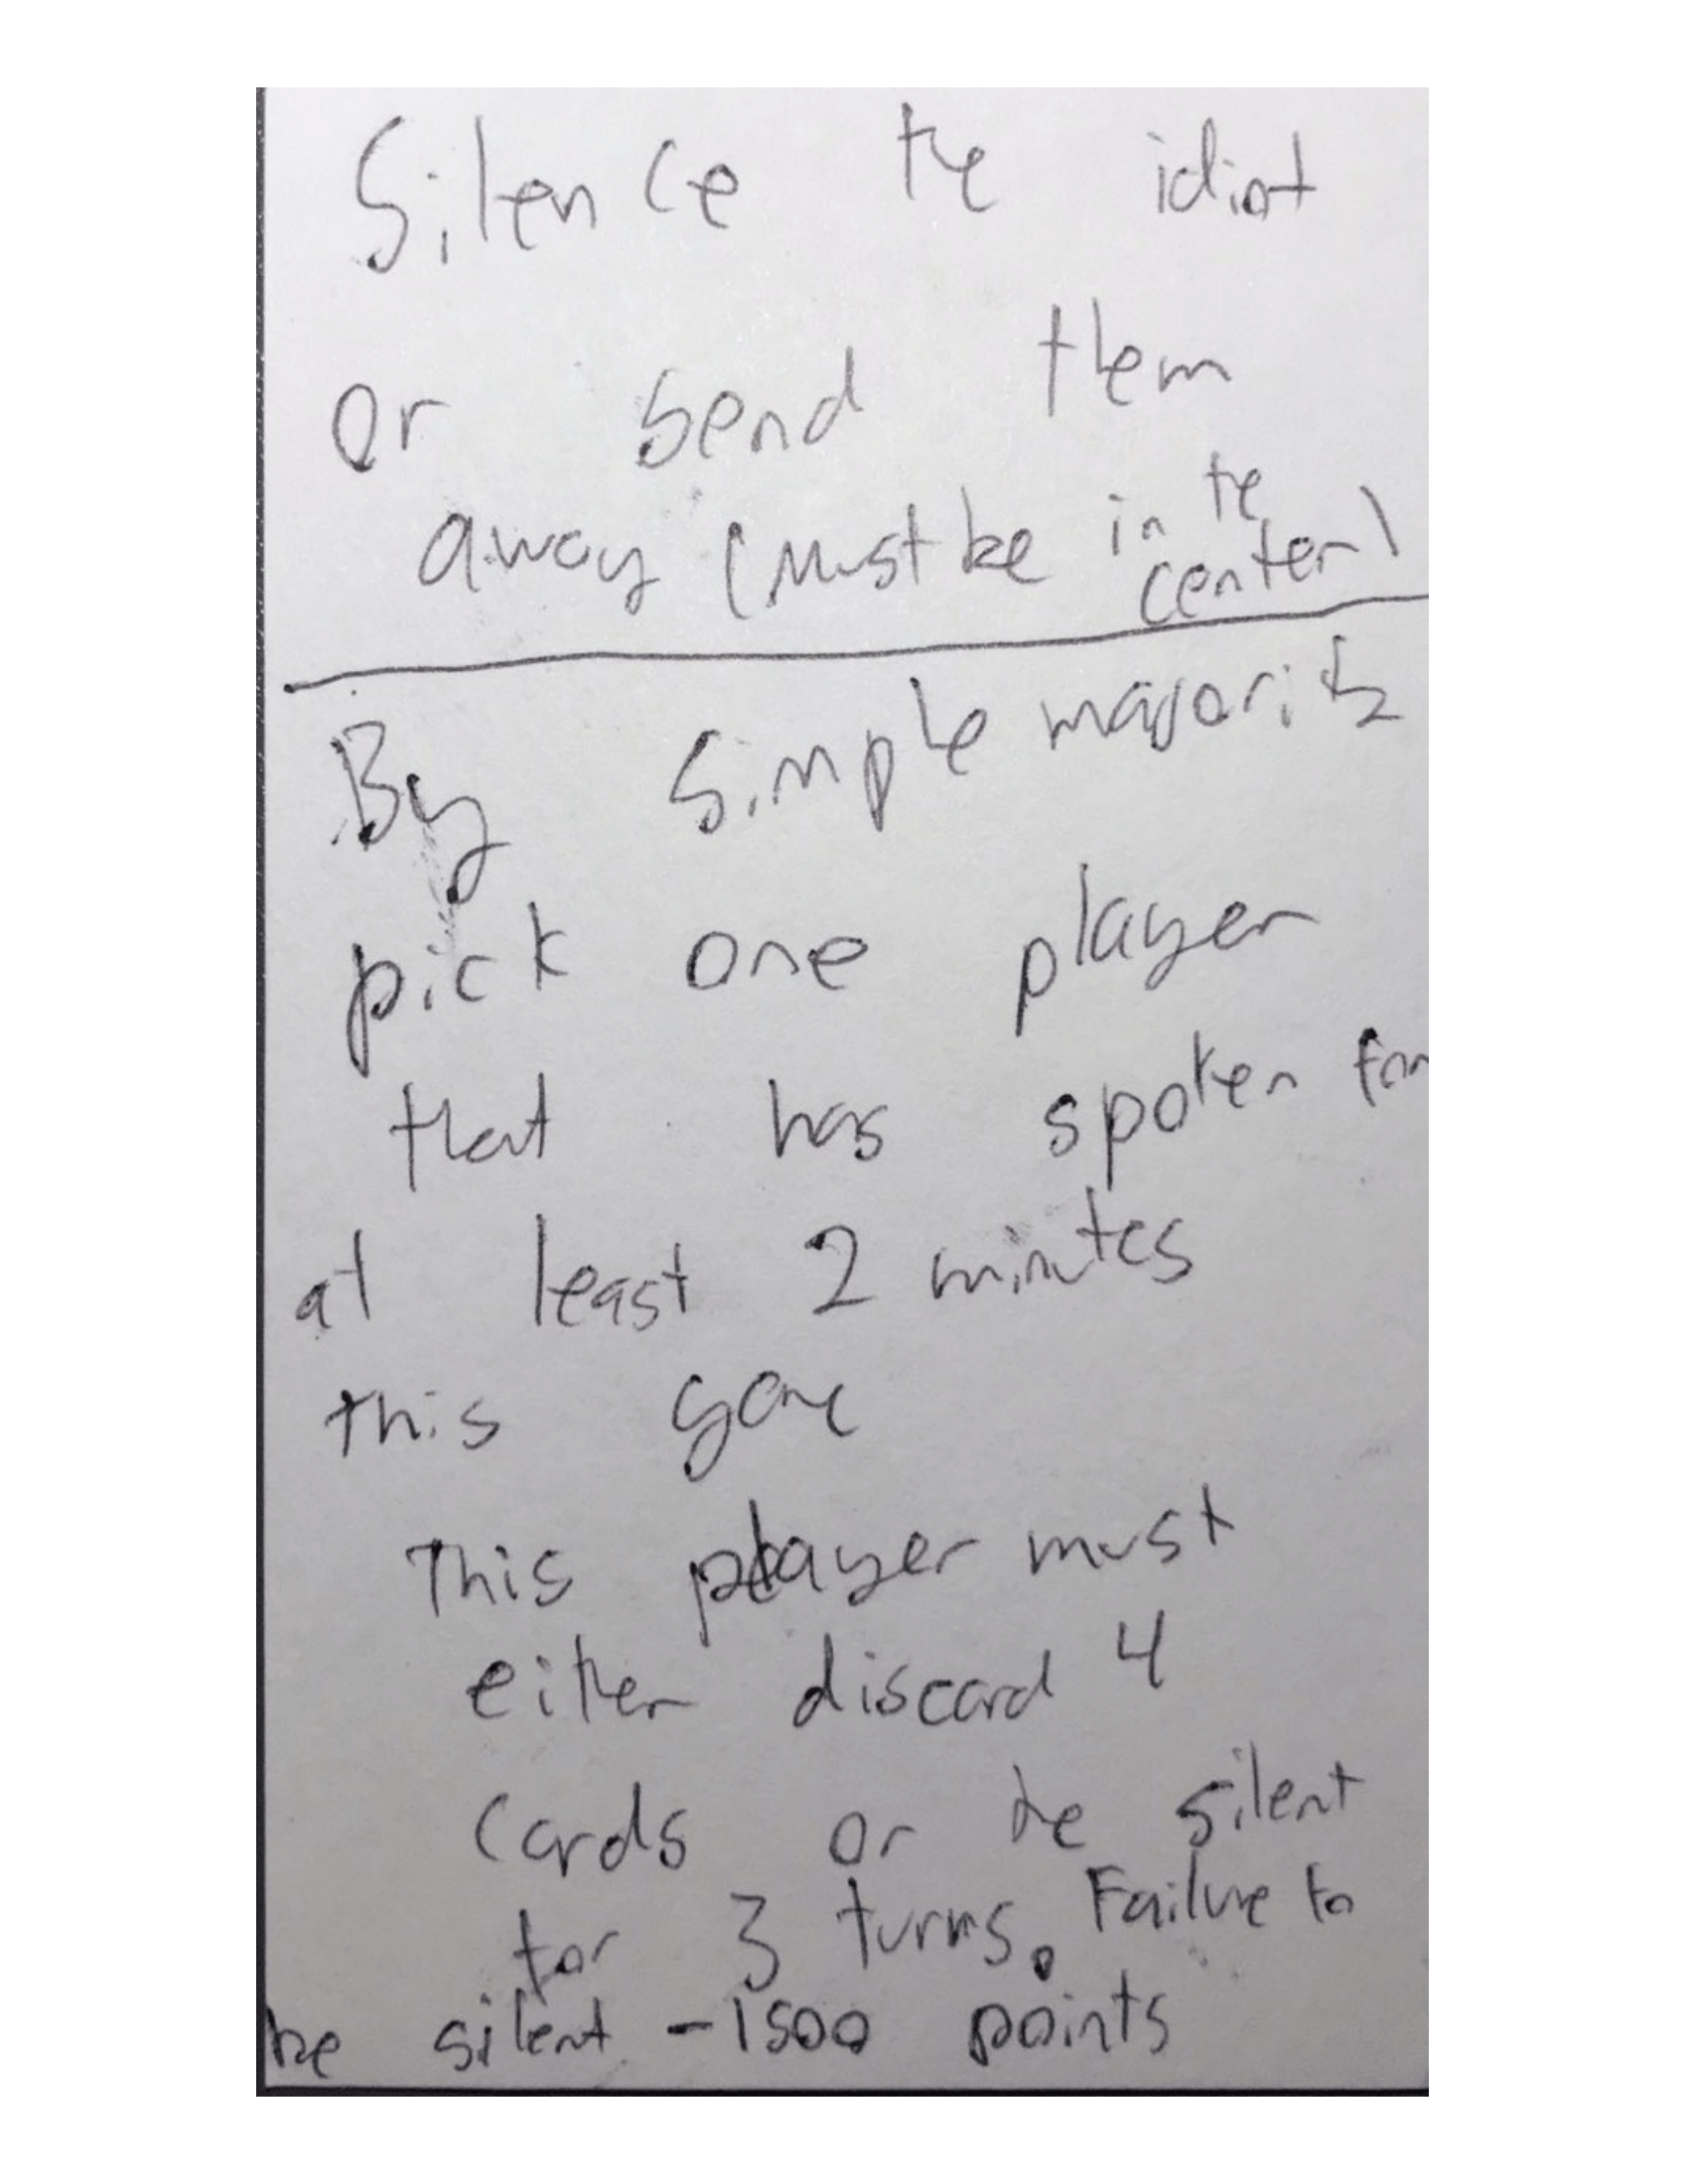 Silence the idiot
or send them
away (must be in the
center)
By simple majority
pick one player
that has spoken for
at least 2 minutes
this game
This player must
either discard 4
cards or be silent
for 3 turns. Failure to
be silent -1500 points